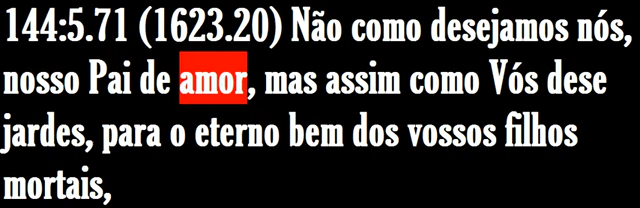 144:5.71 (1623.20) Não como desejamos nós,
nosso Pai de amor, mas assim como Vós dese
jardes, para o eterno bem dos vossos filhos
mortais,